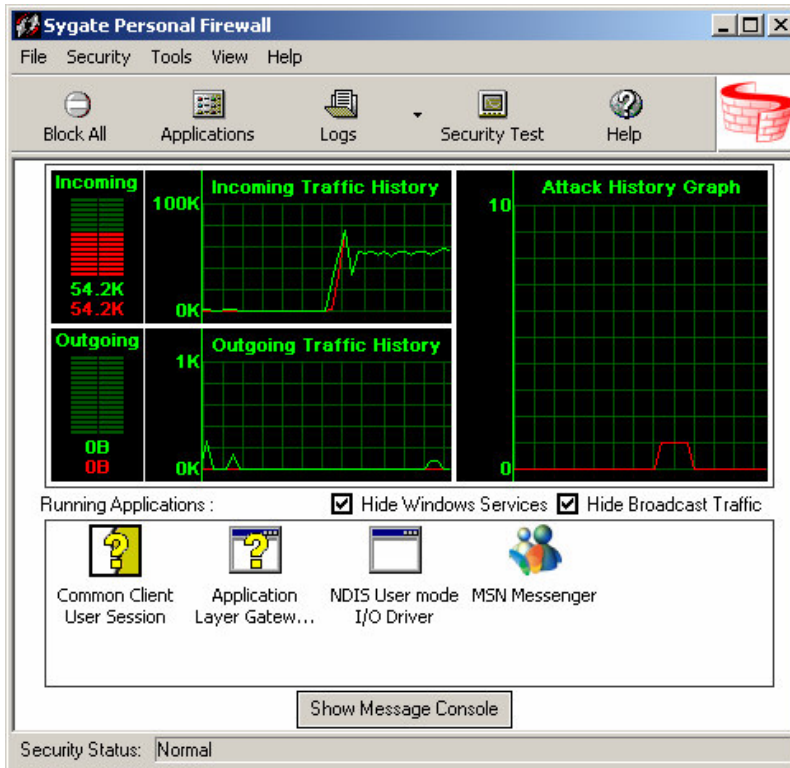 Sygate Personal Firewall
File Security Tools View Help
Block All Applications Logs Security Test Help
Incoming
54.2K
54.2K
Incoming Traffic History
100K
0K
Attack History Graph
10
0
Outgoing
0B
0B
Outgoing Traffic History
1K
0K
Running Applications : Hide Windows Services Hide Broadcast Traffic
Common Client
User Session
Application
Layer Gatew...
NDIS User mode
I/O Driver
MSN Messenger
Show Message Console
Security Status: Normal